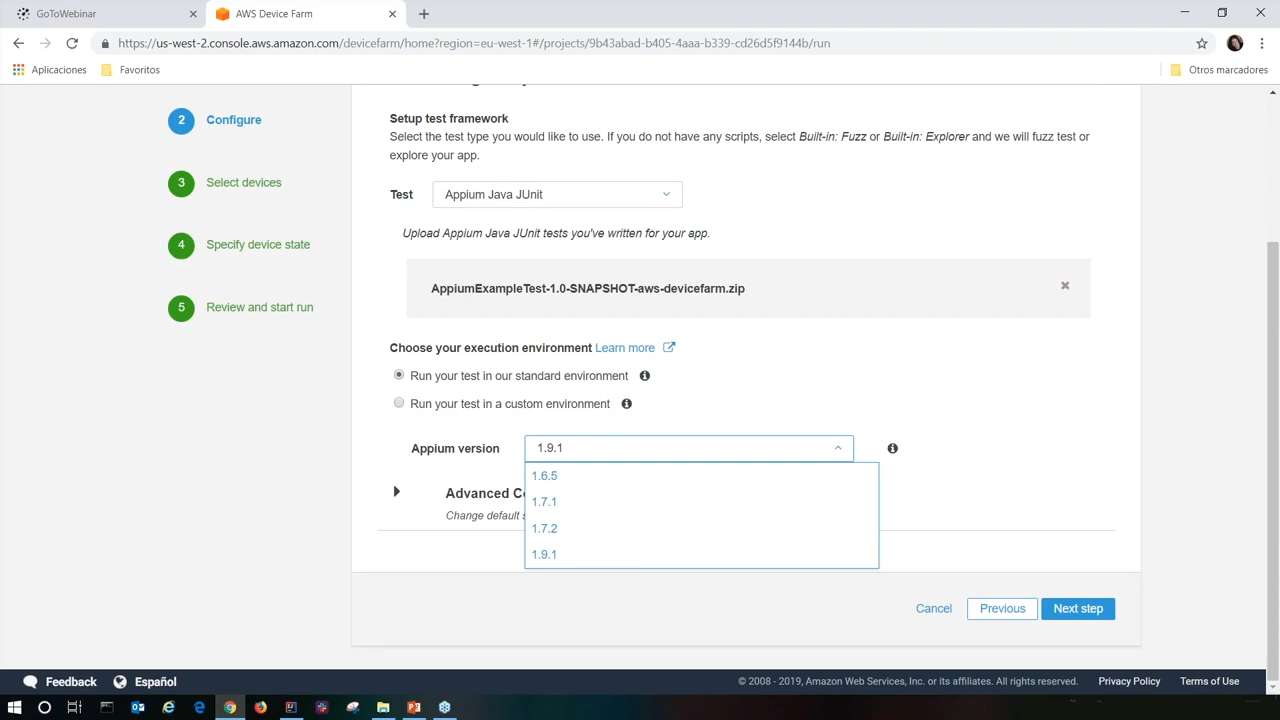 GoToWebinar
AWS Device Farm
https://us-west-2.console.aws.amazon.com/devicefarm/home?region=eu-west-1#/projects/9b43abad-b405-4aaa-b339-cd26d5f9144b/run
Aplicaciones
Favoritos
Otros marcadores
2
Configure
3
Select devices
4
Specify device state
5
Review and start run
Setup test framework
Select the test type you would like to use. If you do not have any scripts, select Built-in: Fuzz or Built-in: Explorer and we will fuzz test or
explore your app.
Test
Appium Java JUnit
Upload Appium Java JUnit tests you've written for your app.
AppiumExampleTest-1.0-SNAPSHOT-aws-devicefarm.zip
Choose your execution environment Learn more
Run your test in our standard environment
Run your test in a custom environment
Appium version
1.9.1
1.6.5
1.7.1
1.7.2
1.9.1
Advanced
Change default
Cancel
Previous
Next step
Feedback
Español
© 2008 - 2019, Amazon Web Services, Inc. or its affiliates. All rights reserved.
Privacy Policy
Terms of Use